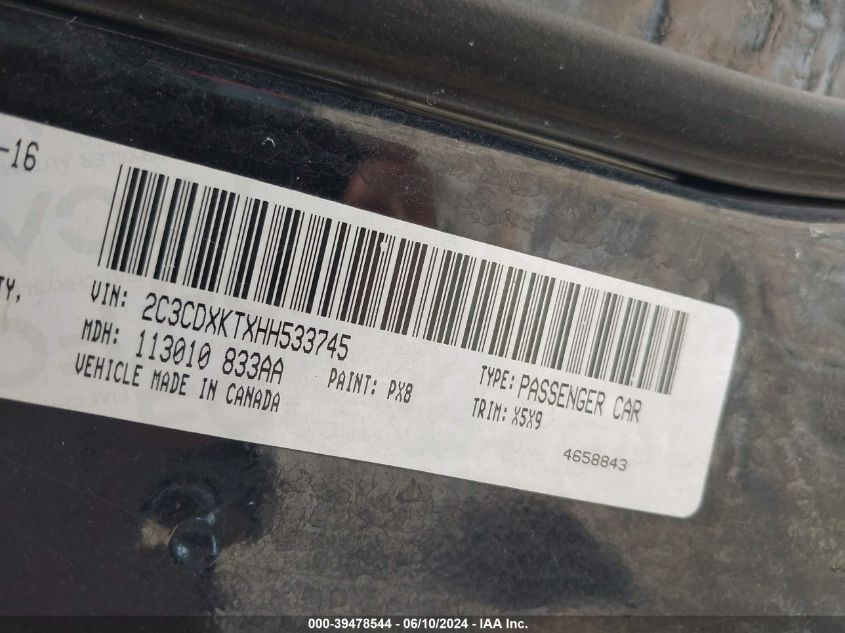 -16
TY,
VIN: 2C3CDXKTXHH533745
MDH: 113010 833AA
PAINT: PX8
TYPE: PASSENGER CAR
VEHICLE MADE IN CANADA
TRIM: X5X9
4658843
000-39478544 - 06/10/2024 - IAA Inc.